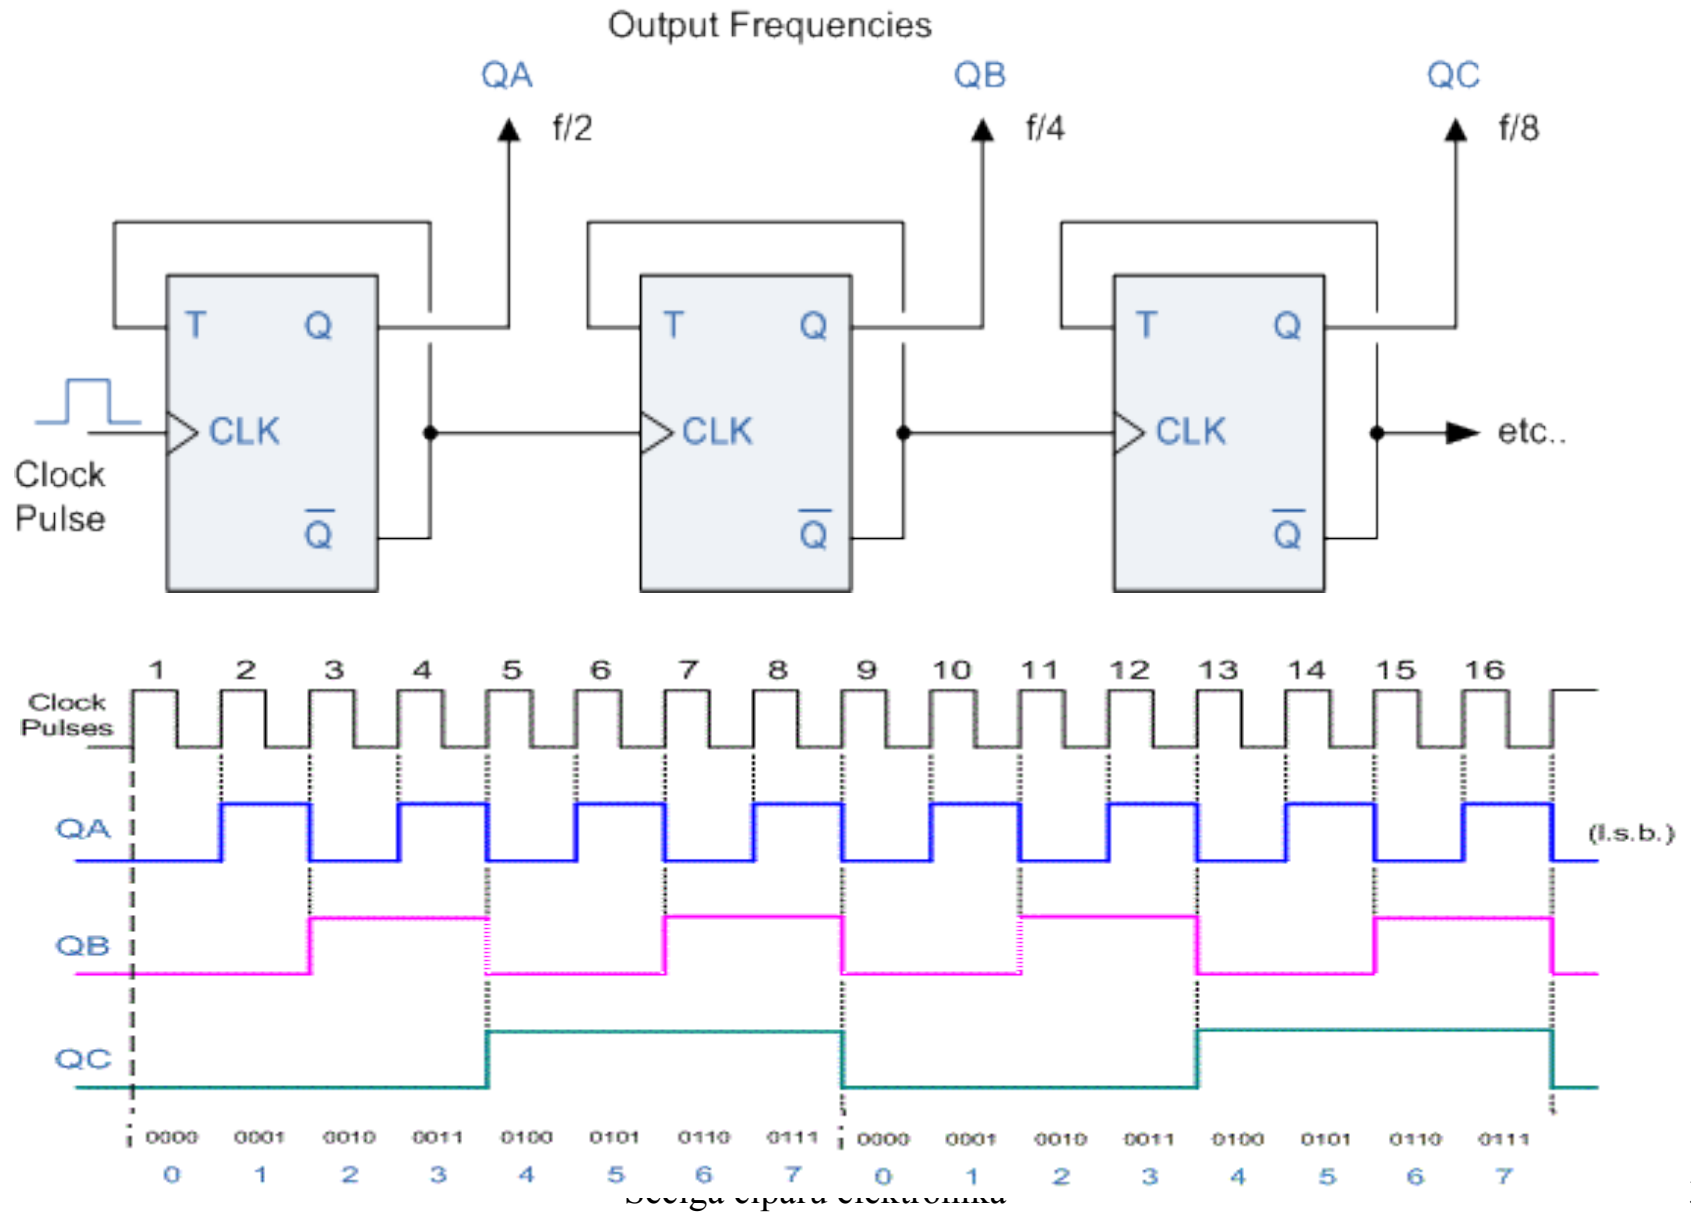 Output Frequencies
QA QB QC
f/2 f/4 f/8
T Q T Q T Q
CLK CLK CLK etc..
Clock
Pulse
Q Q Q
1 2 3 4 5 6 7 8 9 10 11 12 13 14 15 16
Clock
Pulses
QA (l.s.b.)
QB
QC
0000 0001 0010 0011 0100 0101 0110 0111 0000 0001 0010 0011 0100 0101 0110 0111
0 1 2 3 4 5 6 7 0 1 2 3 4 5 6 7
elektronika